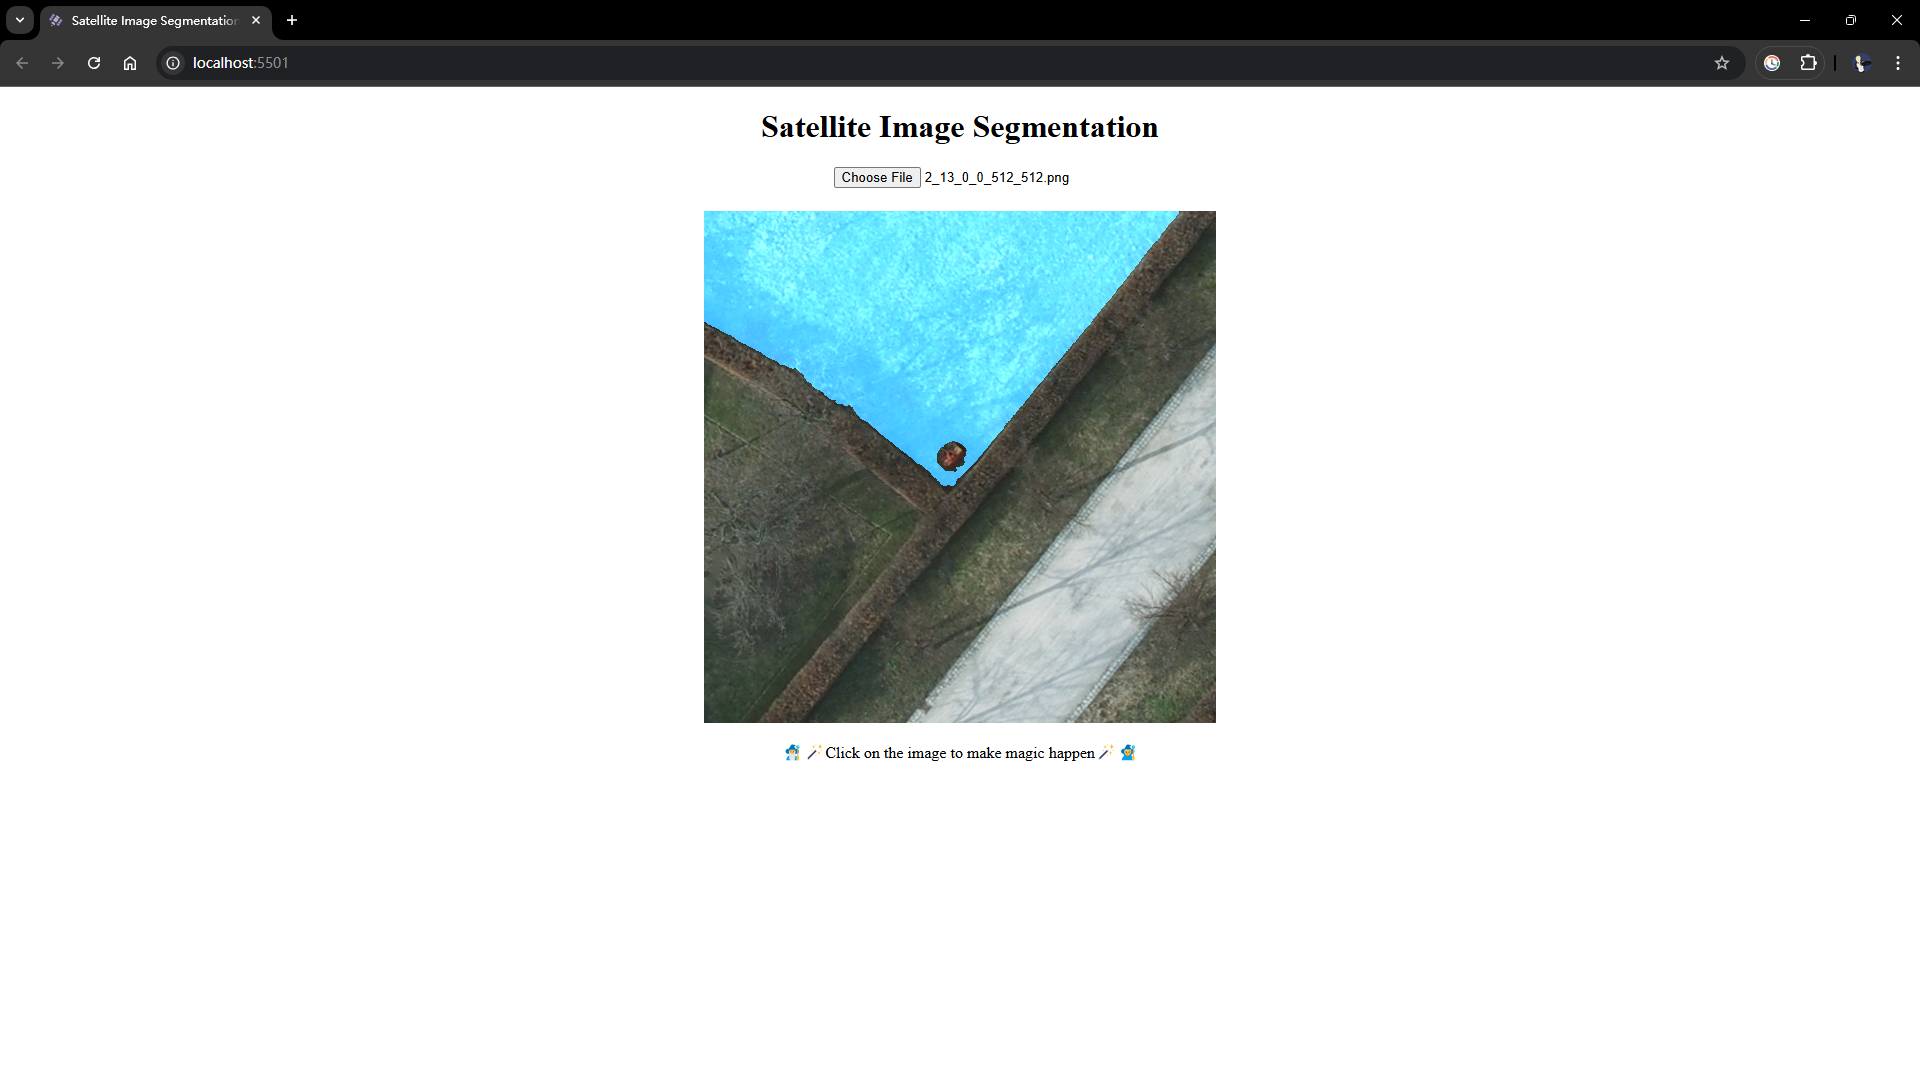 Satellite Image Segmentation
localhost:5501
Satellite Image Segmentation
Choose File 2_13_0_0_512_512.png
🧙‍♂️ 🪄Click on the image to make magic happen🪄 🧙